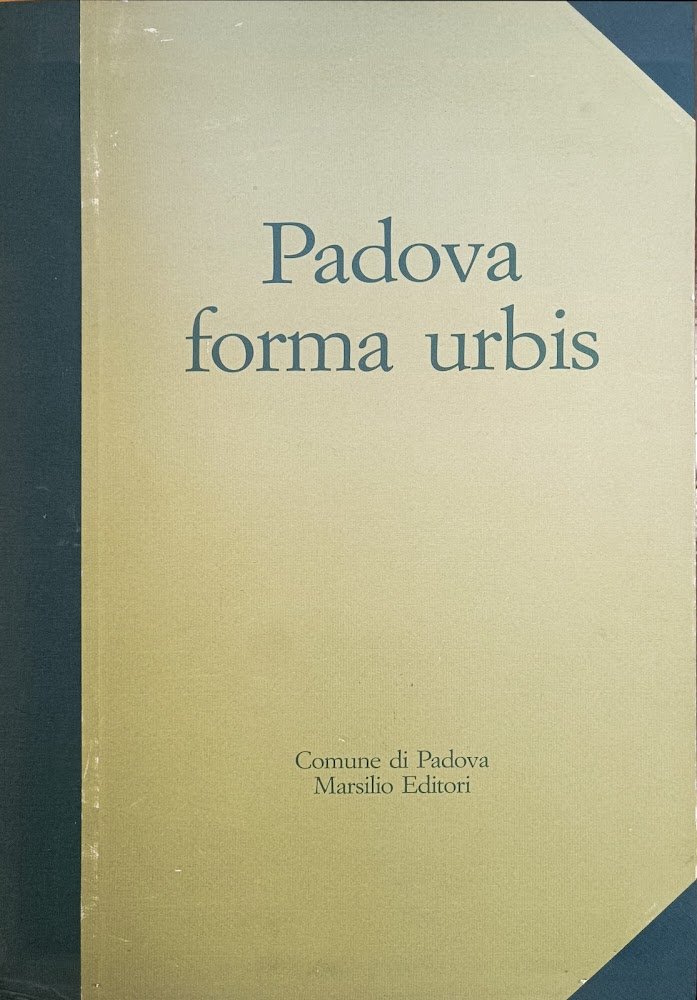 Padova
forma urbis
Comune di Padova
Marsilio Editori